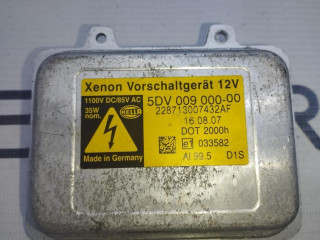 Xenon Vorschaltgerät 12V
1100V DC/85V AC
35W
nom.
HELLA
5DV 009 000-00
228713007432AF
16.08.07
DOT 2000h
e1 033582
Made in Germany
AI 99.5 D1S